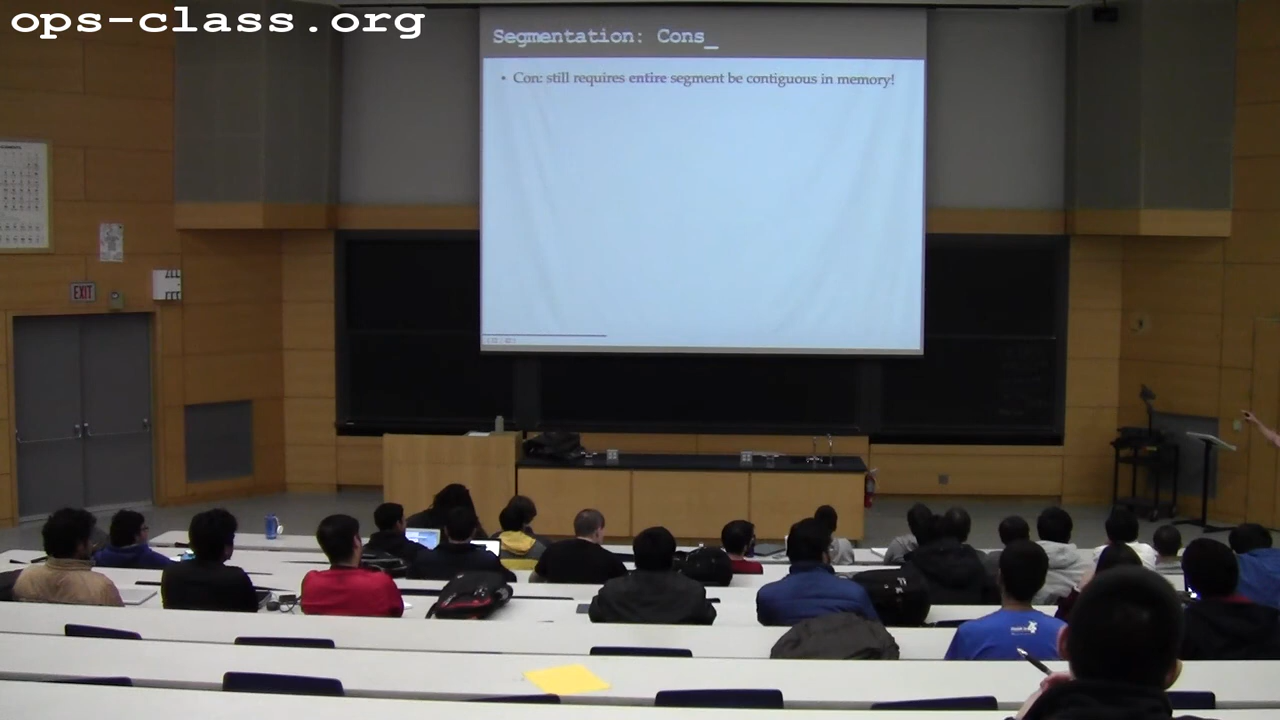 ops-class.org
Segmentation: Cons_
• Con: still requires entire segment be contiguous in memory!
EXIT